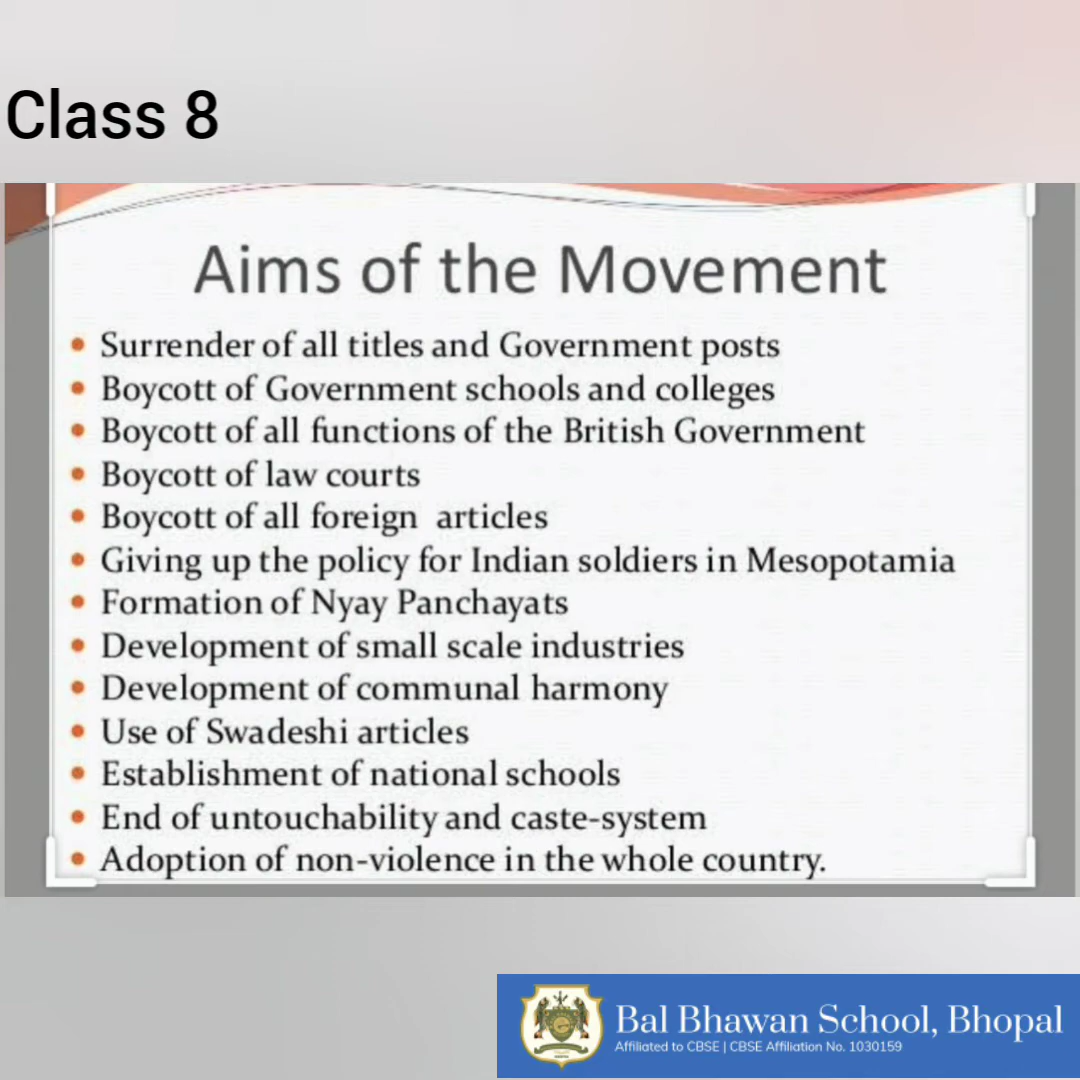 Class 8
Aims of the Movement
• Surrender of all titles and Government posts
• Boycott of Government schools and colleges
• Boycott of all functions of the British Government
• Boycott of law courts
• Boycott of all foreign articles
• Giving up the policy for Indian soldiers in Mesopotamia
• Formation of Nyay Panchayats
• Development of small scale industries
• Development of communal harmony
• Use of Swadeshi articles
• Establishment of national schools
• End of untouchability and caste-system
• Adoption of non-violence in the whole country.
Bal Bhawan School, Bhopal
Affiliated to CBSE | CBSE Affiliation No. 1030159